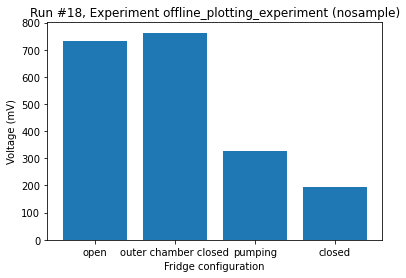 Run #18, Experiment offline_plotting_experiment (nosample)
800
700
600
500
400
300
200
100
0
Voltage (mV)
open
outer chamber closed
pumping
closed
Fridge configuration